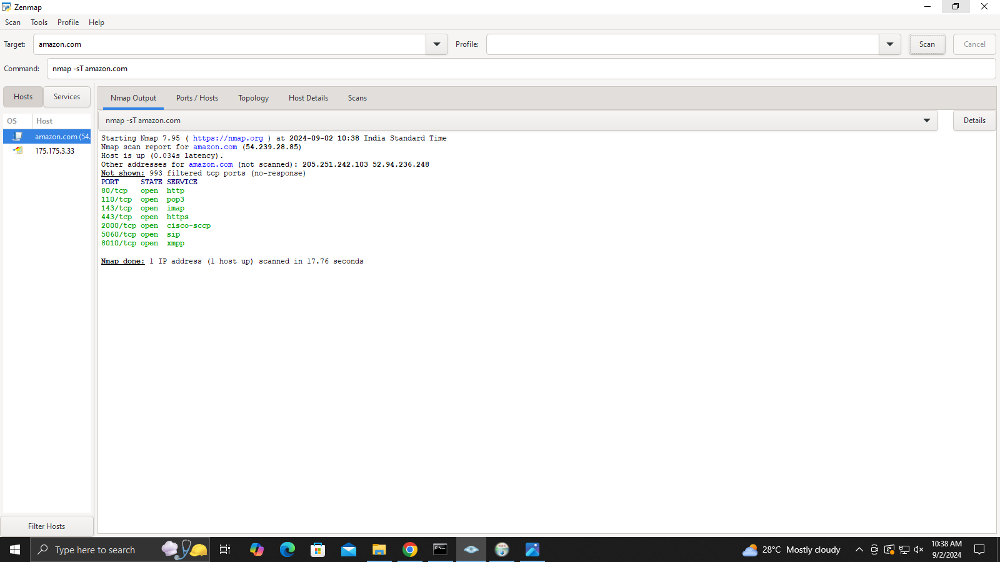 Zenmap
Scan Tools Profile Help
Target: amazon.com Profile: Scan Cancel
Command: nmap -sT amazon.com
Hosts Services
OS Host
amazon.com (54.
175.175.3.33
Filter Hosts
Nmap Output Ports / Hosts Topology Host Details Scans
nmap -sT amazon.com Details
Starting Nmap 7.95 ( https://nmap.org ) at 2024-09-02 10:38 India Standard Time
Nmap scan report for amazon.com (54.239.28.85)
Host is up (0.034s latency).
Other addresses for amazon.com (not scanned): 205.251.242.103 52.94.236.248
Not shown: 993 filtered tcp ports (no-response)
PORT     STATE SERVICE
80/tcp   open  http
110/tcp  open  pop3
143/tcp  open  imap
443/tcp  open  https
2000/tcp open  cisco-sccp
5060/tcp open  sip
8010/tcp open  xmpp
Nmap done: 1 IP address (1 host up) scanned in 17.76 seconds
Type here to search
28°C Mostly cloudy
10:38 AM
9/2/2024